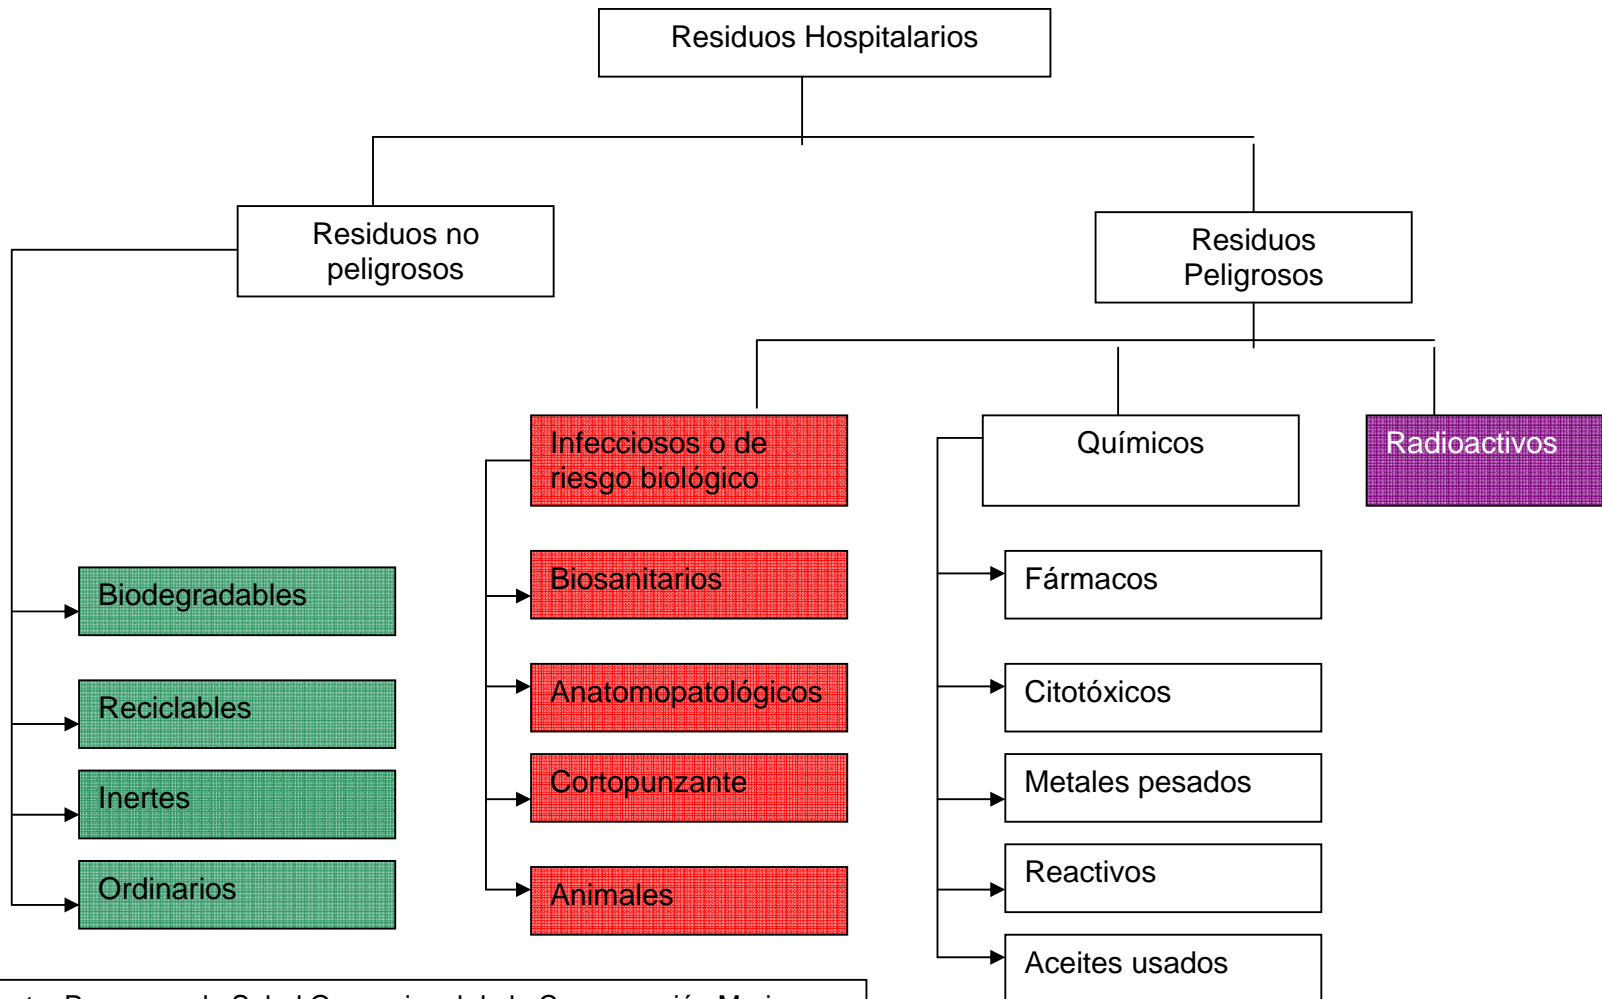 Residuos Hospitalarios
Residuos no
peligrosos
Residuos
Peligrosos
Infecciosos o de
riesgo biológico
Químicos
Radioactivos
Biodegradables
Reciclables
Inertes
Ordinarios
Biosanitarios
Anatomopatológicos
Cortopunzante
Animales
Fármacos
Citotóxicos
Metales pesados
Reactivos
Aceites usados